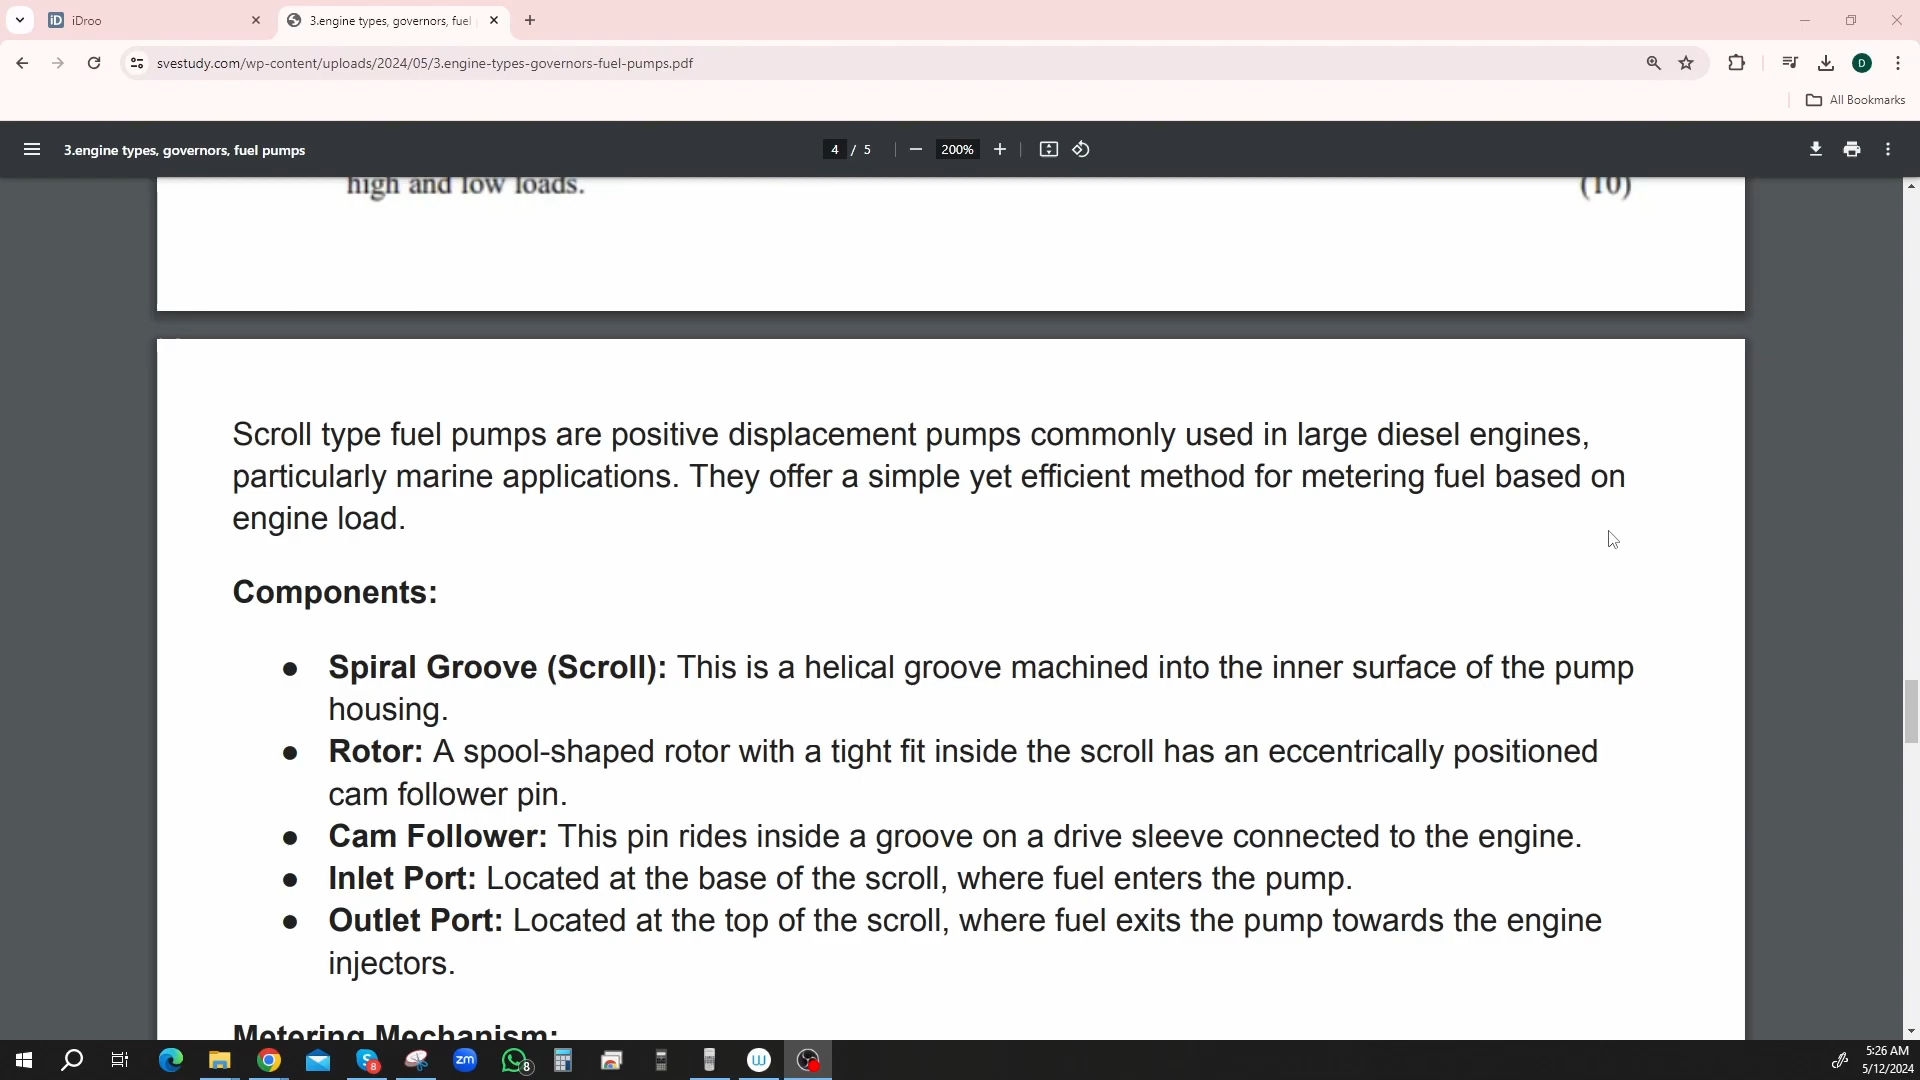 iDroo
3.engine types, governors, fuel
svestudy.com/wp-content/uploads/2024/05/3.engine-types-governors-fuel-pumps.pdf
D
All Bookmarks
3.engine types, governors, fuel pumps
4 / 5
200%
high and low loads. (10)
Scroll type fuel pumps are positive displacement pumps commonly used in large diesel engines,
particularly marine applications. They offer a simple yet efficient method for metering fuel based on
engine load.
Components:
● Spiral Groove (Scroll): This is a helical groove machined into the inner surface of the pump
housing.
● Rotor: A spool-shaped rotor with a tight fit inside the scroll has an eccentrically positioned
cam follower pin.
● Cam Follower: This pin rides inside a groove on a drive sleeve connected to the engine.
● Inlet Port: Located at the base of the scroll, where fuel enters the pump.
● Outlet Port: Located at the top of the scroll, where fuel exits the pump towards the engine
injectors.
Metering Mechanism:
8
zm
8
5:26 AM
5/12/2024